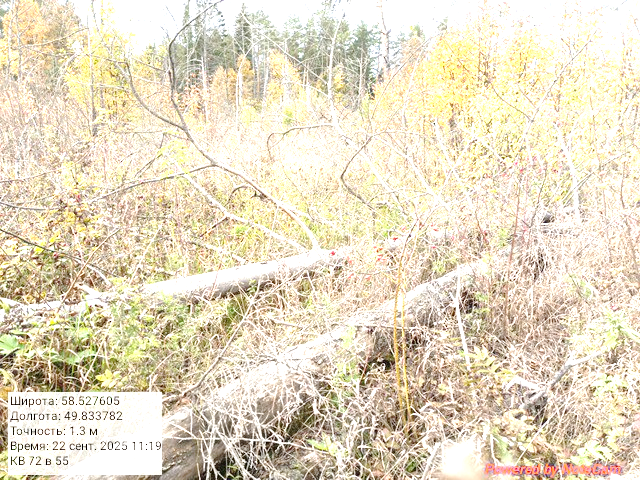 Широта: 58.527605
Долгота: 49.833782
Точность: 1.3 м
Время: 22 сент. 2025 11:19
КВ 72 в 55
Powered by NoteCam